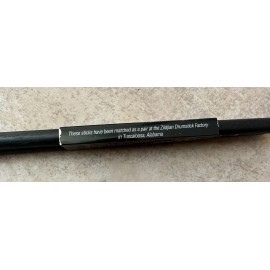 These sticks have been matched as a pair at the Zildjian Drumstick Factory
in Tuscaloosa, Alabama